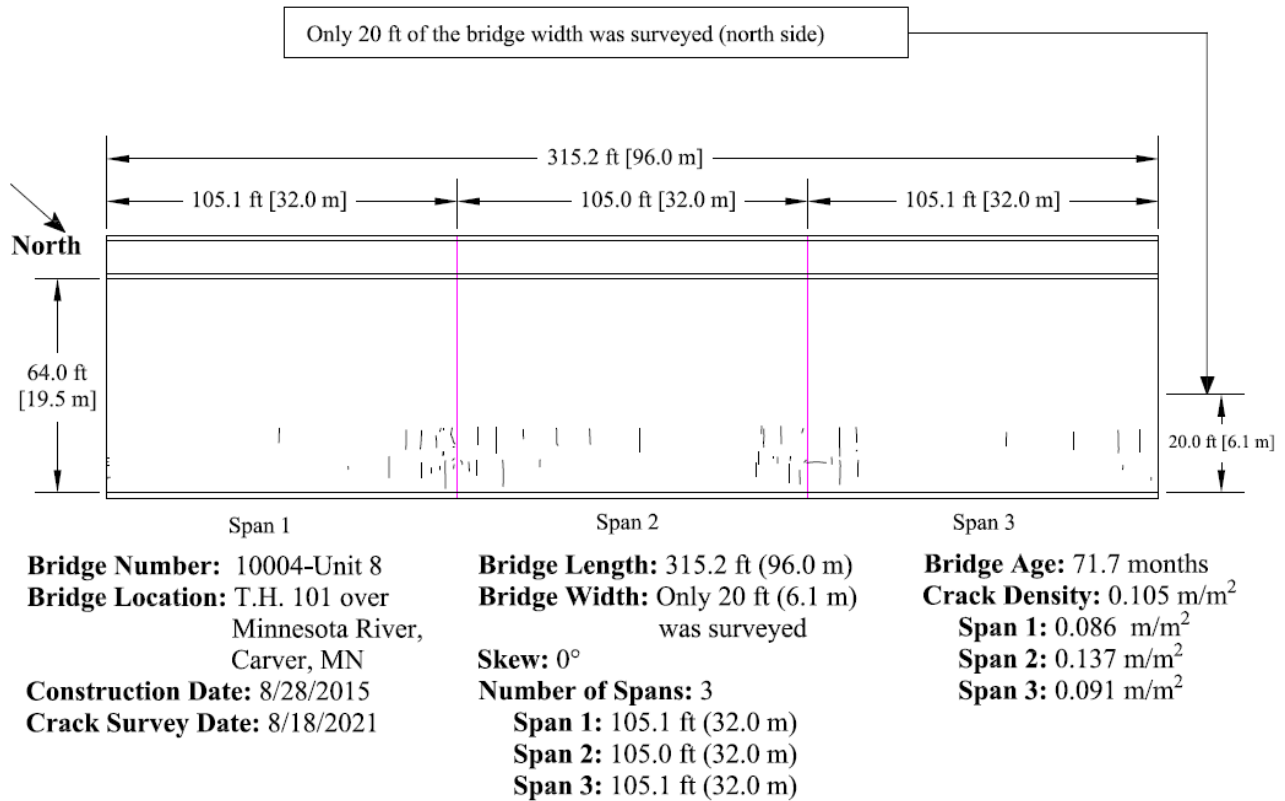 Only 20 ft of the bridge width was surveyed (north side)
315.2 ft [96.0 m]
105.1 ft [32.0 m]
105.0 ft [32.0 m]
105.1 ft [32.0 m]
North
64.0 ft
[19.5 m]
20.0 ft [6.1 m]
Span 1
Span 2
Span 3
Bridge Number: 10004-Unit 8
Bridge Location: T.H. 101 over
Minnesota River,
Carver, MN
Construction Date: 8/28/2015
Crack Survey Date: 8/18/2021
Bridge Length: 315.2 ft (96.0 m)
Bridge Width: Only 20 ft (6.1 m)
was surveyed
Skew: 0°
Number of Spans: 3
Span 1: 105.1 ft (32.0 m)
Span 2: 105.0 ft (32.0 m)
Span 3: 105.1 ft (32.0 m)
Bridge Age: 71.7 months
Crack Density: 0.105 m/m²
Span 1: 0.086 m/m²
Span 2: 0.137 m/m²
Span 3: 0.091 m/m²